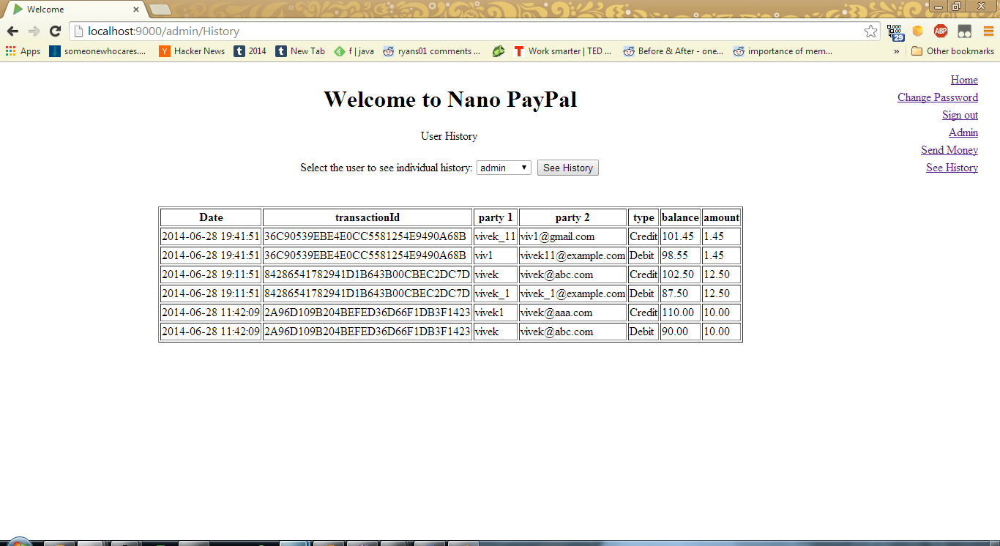 Welcome
localhost:9000/admin/History
Apps someonewhocares.... Hacker News 2014 New Tab f | java ryans01 comments ... Work smarter | TED ... Before & After - one... importance of mem... » Other bookmarks
Home
Change Password
Sign out
Admin
Send Money
See History
Welcome to Nano PayPal
User History
Select the user to see individual history: admin See History
Date transactionId party 1 party 2 type balance amount
2014-06-28 19:41:51 36C90539EBE4E0CC5581254E9490A68B vivek_11 viv1@gmail.com Credit 101.45 1.45
2014-06-28 19:41:51 36C90539EBE4E0CC5581254E9490A68B viv1 vivek11@example.com Debit 98.55 1.45
2014-06-28 19:11:51 84286541782941D1B643B00CBEC2DC7D vivek vivek@abc.com Credit 102.50 12.50
2014-06-28 19:11:51 84286541782941D1B643B00CBEC2DC7D vivek_1 vivek_1@example.com Debit 87.50 12.50
2014-06-28 11:42:09 2A96D109B204BEFED36D66F1DB3F1423 vivek1 vivek@aaa.com Credit 110.00 10.00
2014-06-28 11:42:09 2A96D109B204BEFED36D66F1DB3F1423 vivek vivek@abc.com Debit 90.00 10.00
29
ABP